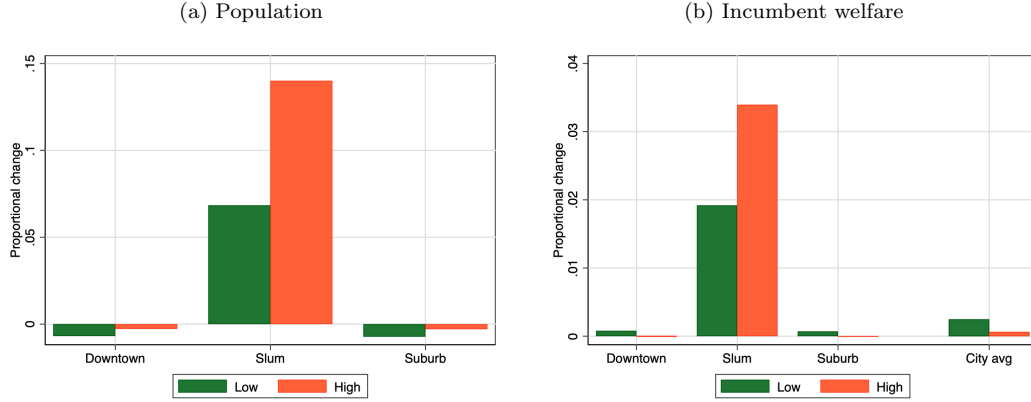 (a) Population
Proportional change
.15
.1
.05
0
Downtown Slum Suburb
Low High
(b) Incumbent welfare
Proportional change
.04
.03
.02
.01
0
Downtown Slum Suburb City avg
Low High